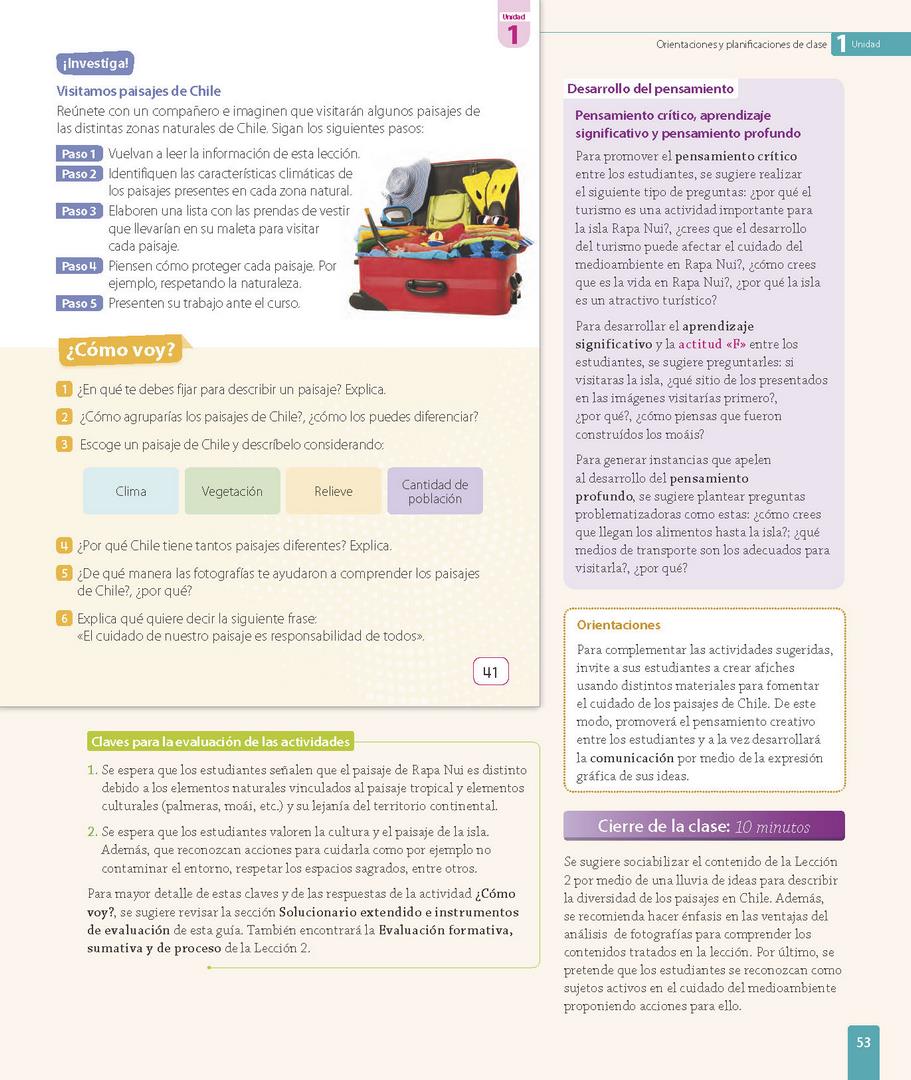 Unidad
1
¡Investiga!
Visitamos paisajes de Chile
Reúnete con un compañero e imaginen que visitarán algunos paisajes de
las distintas zonas naturales de Chile. Sigan los siguientes pasos:
Paso 1 Vuelvan a leer la información de esta lección.
Paso 2 Identifiquen las características climáticas de
los paisajes presentes en cada zona natural.
Paso 3 Elaboren una lista con las prendas de vestir
que llevarían en su maleta para visitar
cada paisaje.
Paso 4 Piensen cómo proteger cada paisaje. Por
ejemplo, respetando la naturaleza.
Paso 5 Presenten su trabajo ante el curso.
¿Cómo voy?
1 ¿En qué te debes fijar para describir un paisaje? Explica.
2 ¿Cómo agruparías los paisajes de Chile?, ¿cómo los puedes diferenciar?
3 Escoge un paisaje de Chile y descríbelo considerando:
Clima
Vegetación
Relieve
Cantidad de
población
4 ¿Por qué Chile tiene tantos paisajes diferentes? Explica.
5 ¿De qué manera las fotografías te ayudaron a comprender los paisajes
de Chile?, ¿por qué?
6 Explica qué quiere decir la siguiente frase:
«El cuidado de nuestro paisaje es responsabilidad de todos».
41
Claves para la evaluación de las actividades
1. Se espera que los estudiantes señalen que el paisaje de Rapa Nui es distinto
debido a los elementos naturales vinculados al paisaje tropical y elementos
culturales (palmeras, moái, etc.) y su lejanía del territorio continental.
2. Se espera que los estudiantes valoren la cultura y el paisaje de la isla.
Además, que reconozcan acciones para cuidarla como por ejemplo no
contaminar el entorno, respetar los espacios sagrados, entre otros.
Para mayor detalle de estas claves y de las respuestas de la actividad ¿Cómo
voy?, se sugiere revisar la sección Solucionario extendido e instrumentos
de evaluación de esta guía. También encontrará la Evaluación formativa,
sumativa y de proceso de la Lección 2.
Orientaciones y planificaciones de clase 1 Unidad
Desarrollo del pensamiento
Pensamiento crítico, aprendizaje
significativo y pensamiento profundo
Para promover el pensamiento crítico
entre los estudiantes, se sugiere realizar
el siguiente tipo de preguntas: ¿por qué el
turismo es una actividad importante para
la isla Rapa Nui?, ¿crees que el desarrollo
del turismo puede afectar el cuidado del
medioambiente en Rapa Nui?, ¿cómo crees
que es la vida en Rapa Nui?, ¿por qué la isla
es un atractivo turístico?
Para desarrollar el aprendizaje
significativo y la actitud «F» entre los
estudiantes, se sugiere preguntarles: si
visitaras la isla, ¿qué sitio de los presentados
en las imágenes visitarías primero?,
¿por qué?, ¿cómo piensas que fueron
construídos los moáis?
Para generar instancias que apelen
al desarrollo del pensamiento
profundo, se sugiere plantear preguntas
problematizadoras como estas: ¿cómo crees
que llegan los alimentos hasta la isla?; ¿qué
medios de transporte son los adecuados para
visitarla?, ¿por qué?
Orientaciones
Para complementar las actividades sugeridas,
invite a sus estudiantes a crear afiches
usando distintos materiales para fomentar
el cuidado de los paisajes de Chile. De este
modo, promoverá el pensamiento creativo
entre los estudiantes y a la vez desarrollará
la comunicación por medio de la expresión
gráfica de sus ideas.
Cierre de la clase: 10 minutos
Se sugiere sociabilizar el contenido de la Lección
2 por medio de una lluvia de ideas para describir
la diversidad de los paisajes en Chile. Además,
se recomienda hacer énfasis en las ventajas del
análisis de fotografías para comprender los
contenidos tratados en la lección. Por último, se
pretende que los estudiantes se reconozcan como
sujetos activos en el cuidado del medioambiente
proponiendo acciones para ello.
53